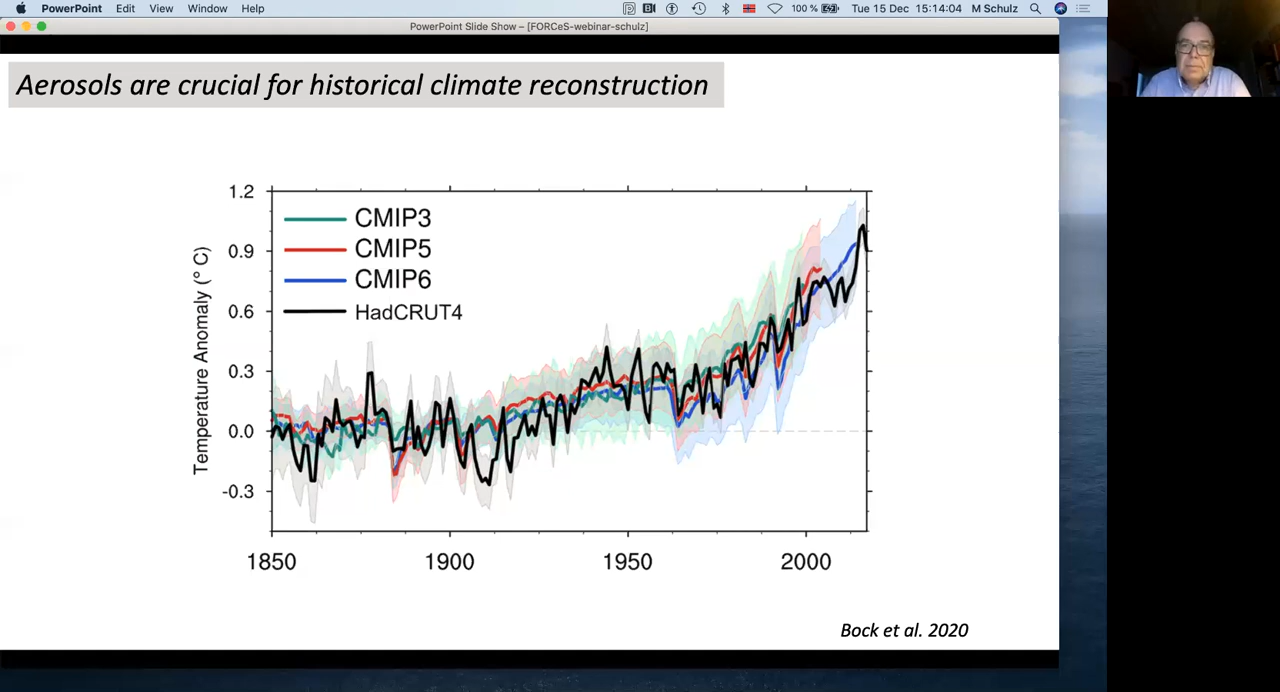 PowerPoint Edit View Window Help 100 % Tue 15 Dec 15:14:04 M Schulz
PowerPoint Slide Show – [FORCeS-webinar-schulz]
Aerosols are crucial for historical climate reconstruction
1.2
0.9
0.6
0.3
0.0
-0.3
Temperature Anomaly (° C)
CMIP3
CMIP5
CMIP6
HadCRUT4
1850 1900 1950 2000
Bock et al. 2020